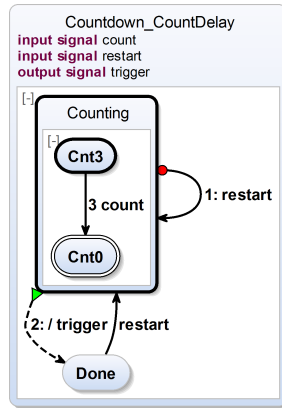 Countdown_CountDelay
input signal count
input signal restart
output signal trigger
[-]
Counting
[-]
Cnt3
3 count
1: restart
Cnt0
2: / trigger
restart
Done